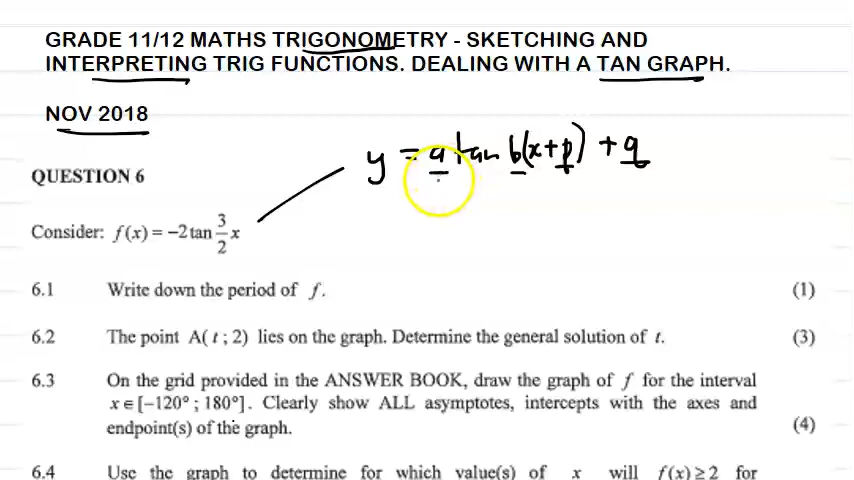 GRADE 11/12 MATHS TRIGONOMETRY - SKETCHING AND
INTERPRETING TRIG FUNCTIONS. DEALING WITH A TAN GRAPH.
NOV 2018
y = a tan b(x+p) + q
QUESTION 6
Consider: f(x) = −2 tan 3/2 x
6.1 Write down the period of f. (1)
6.2 The point A( t ; 2) lies on the graph. Determine the general solution of t. (3)
6.3 On the grid provided in the ANSWER BOOK, draw the graph of f for the interval
x ∈ [−120° ; 180°]. Clearly show ALL asymptotes, intercepts with the axes and
endpoint(s) of the graph. (4)
6.4 Use the graph to determine for which value(s) of x will f(x) ≥ 2 for